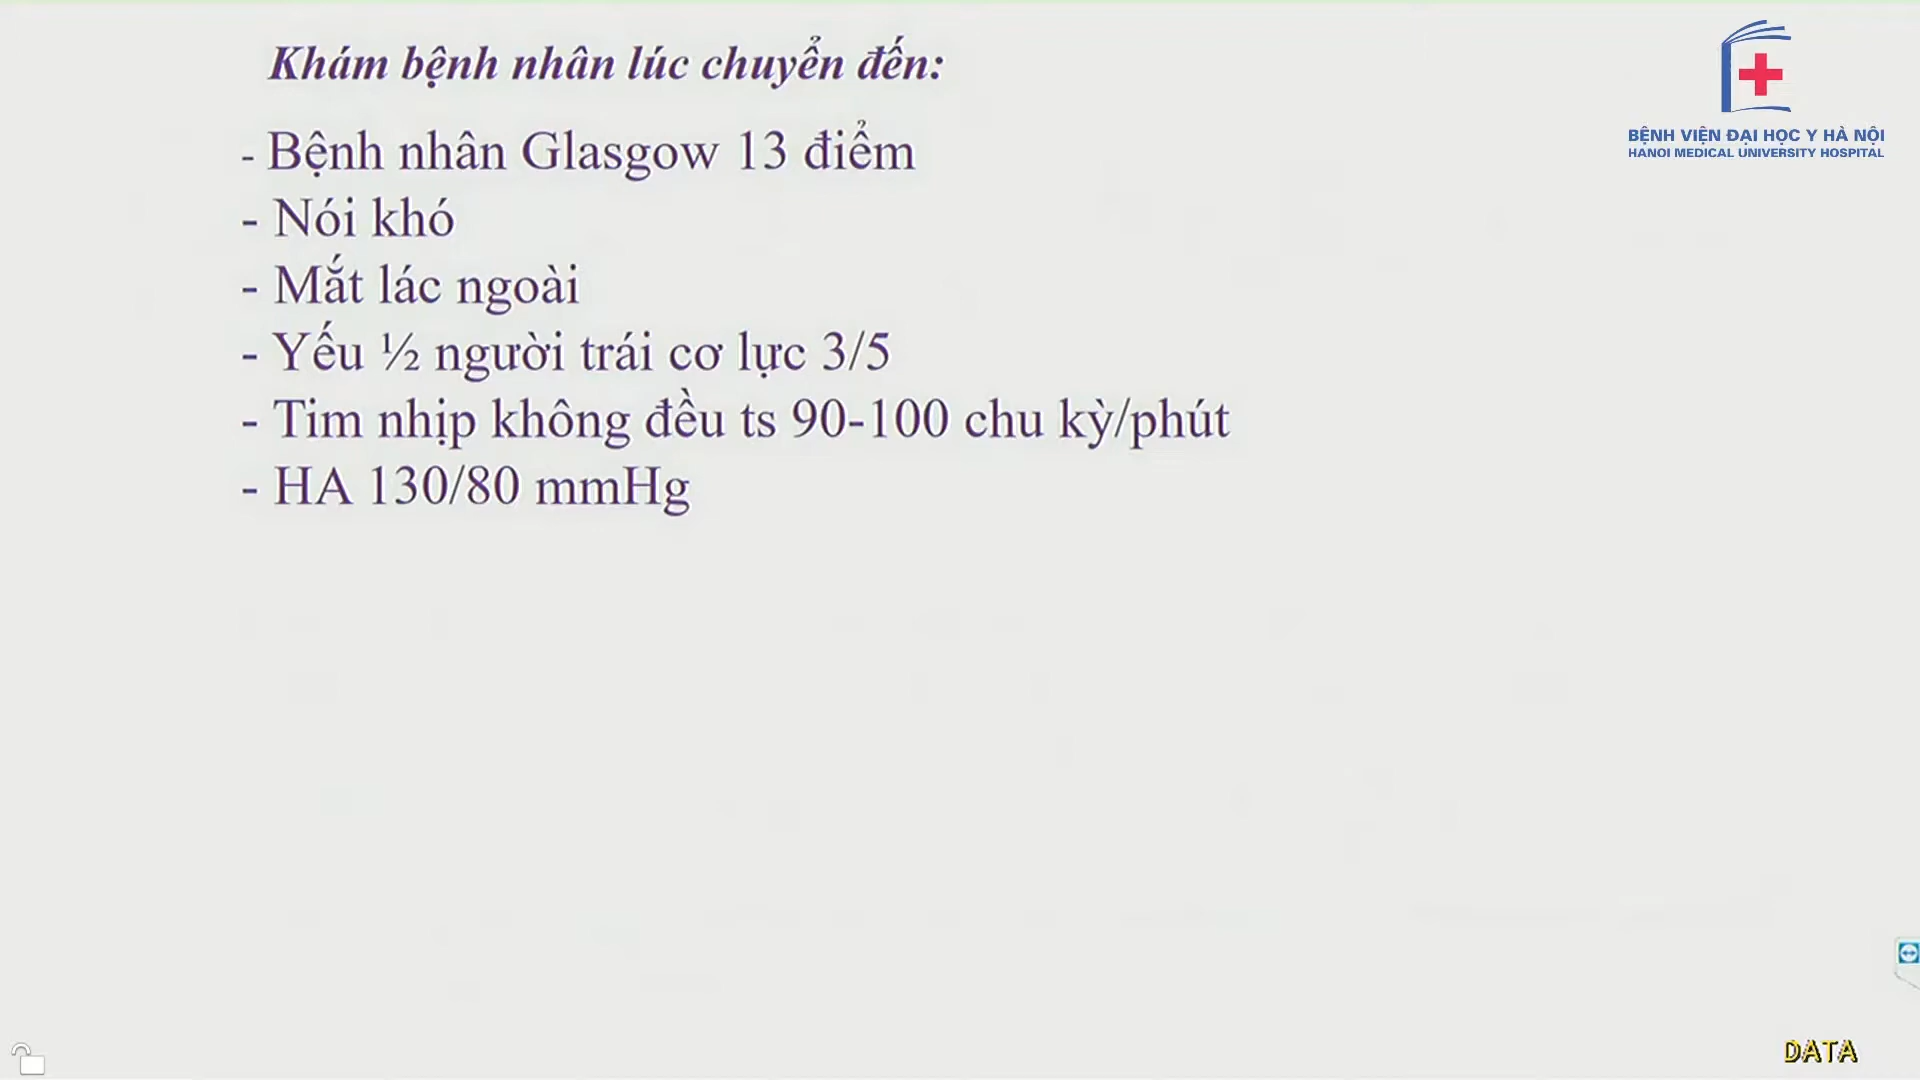 Khám bệnh nhân lúc chuyển đến:
- Bệnh nhân Glasgow 13 điểm
- Nói khó
- Mắt lác ngoài
- Yếu ½ người trái cơ lực 3/5
- Tim nhịp không đều ts 90-100 chu kỳ/phút
- HA 130/80 mmHg
BỆNH VIỆN ĐẠI HỌC Y HÀ NỘI
HANOI MEDICAL UNIVERSITY HOSPITAL
DATA